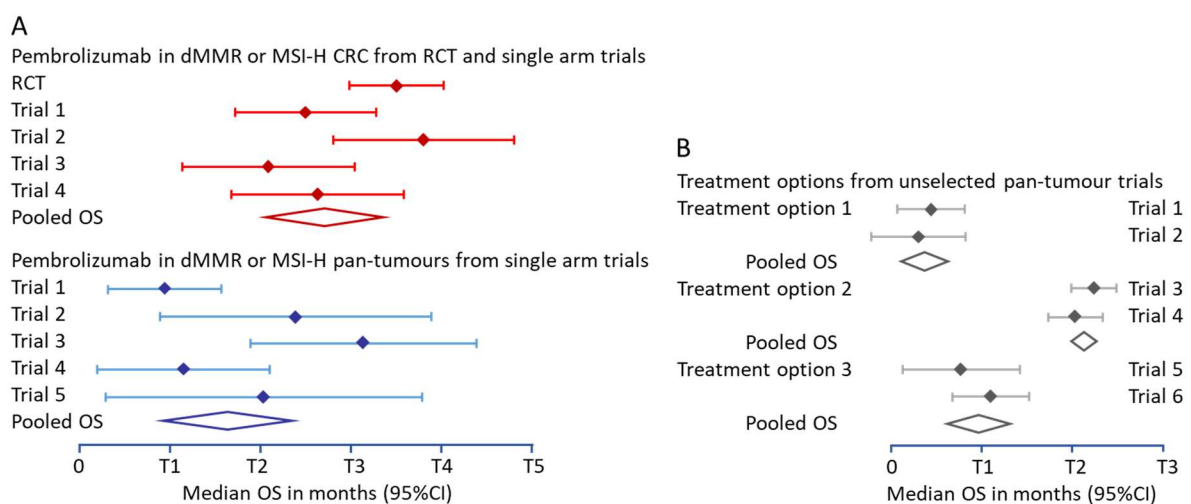 A
Pembrolizumab in dMMR or MSI-H CRC from RCT and single arm trials
RCT
Trial 1
Trial 2
Trial 3
Trial 4
Pooled OS
Pembrolizumab in dMMR or MSI-H pan-tumours from single arm trials
Trial 1
Trial 2
Trial 3
Trial 4
Trial 5
Pooled OS
0 T1 T2 T3 T4 T5
Median OS in months (95%CI)
B
Treatment options from unselected pan-tumour trials
Treatment option 1 Trial 1
Trial 2
Pooled OS
Treatment option 2 Trial 3
Trial 4
Pooled OS
Treatment option 3 Trial 5
Trial 6
Pooled OS
0 T1 T2 T3
Median OS in months (95%CI)